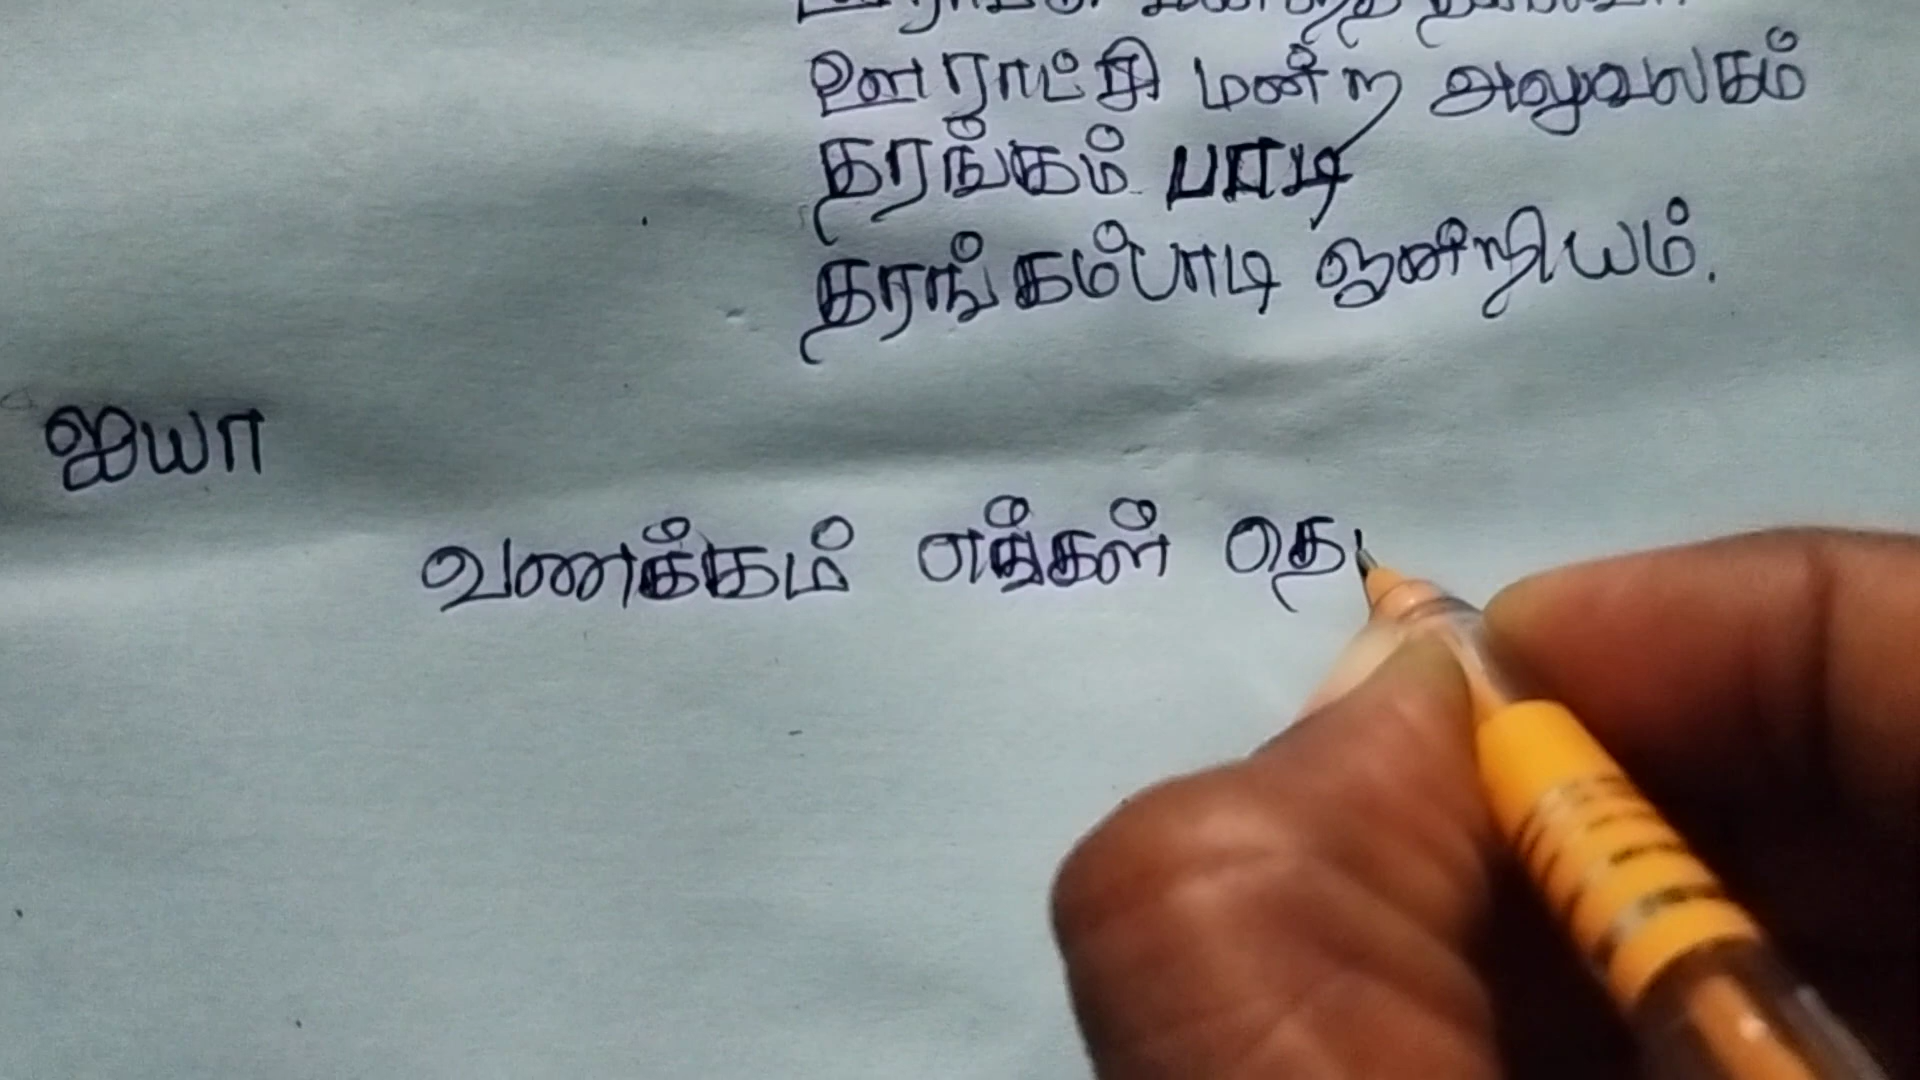 ஊராட்சி மன்ற அலுவலகம்
தரங்கம் பாடி
தரங்கம்பாடி ஒன்றியம்.
ஐயா
வணக்கம் எங்கள் தெ